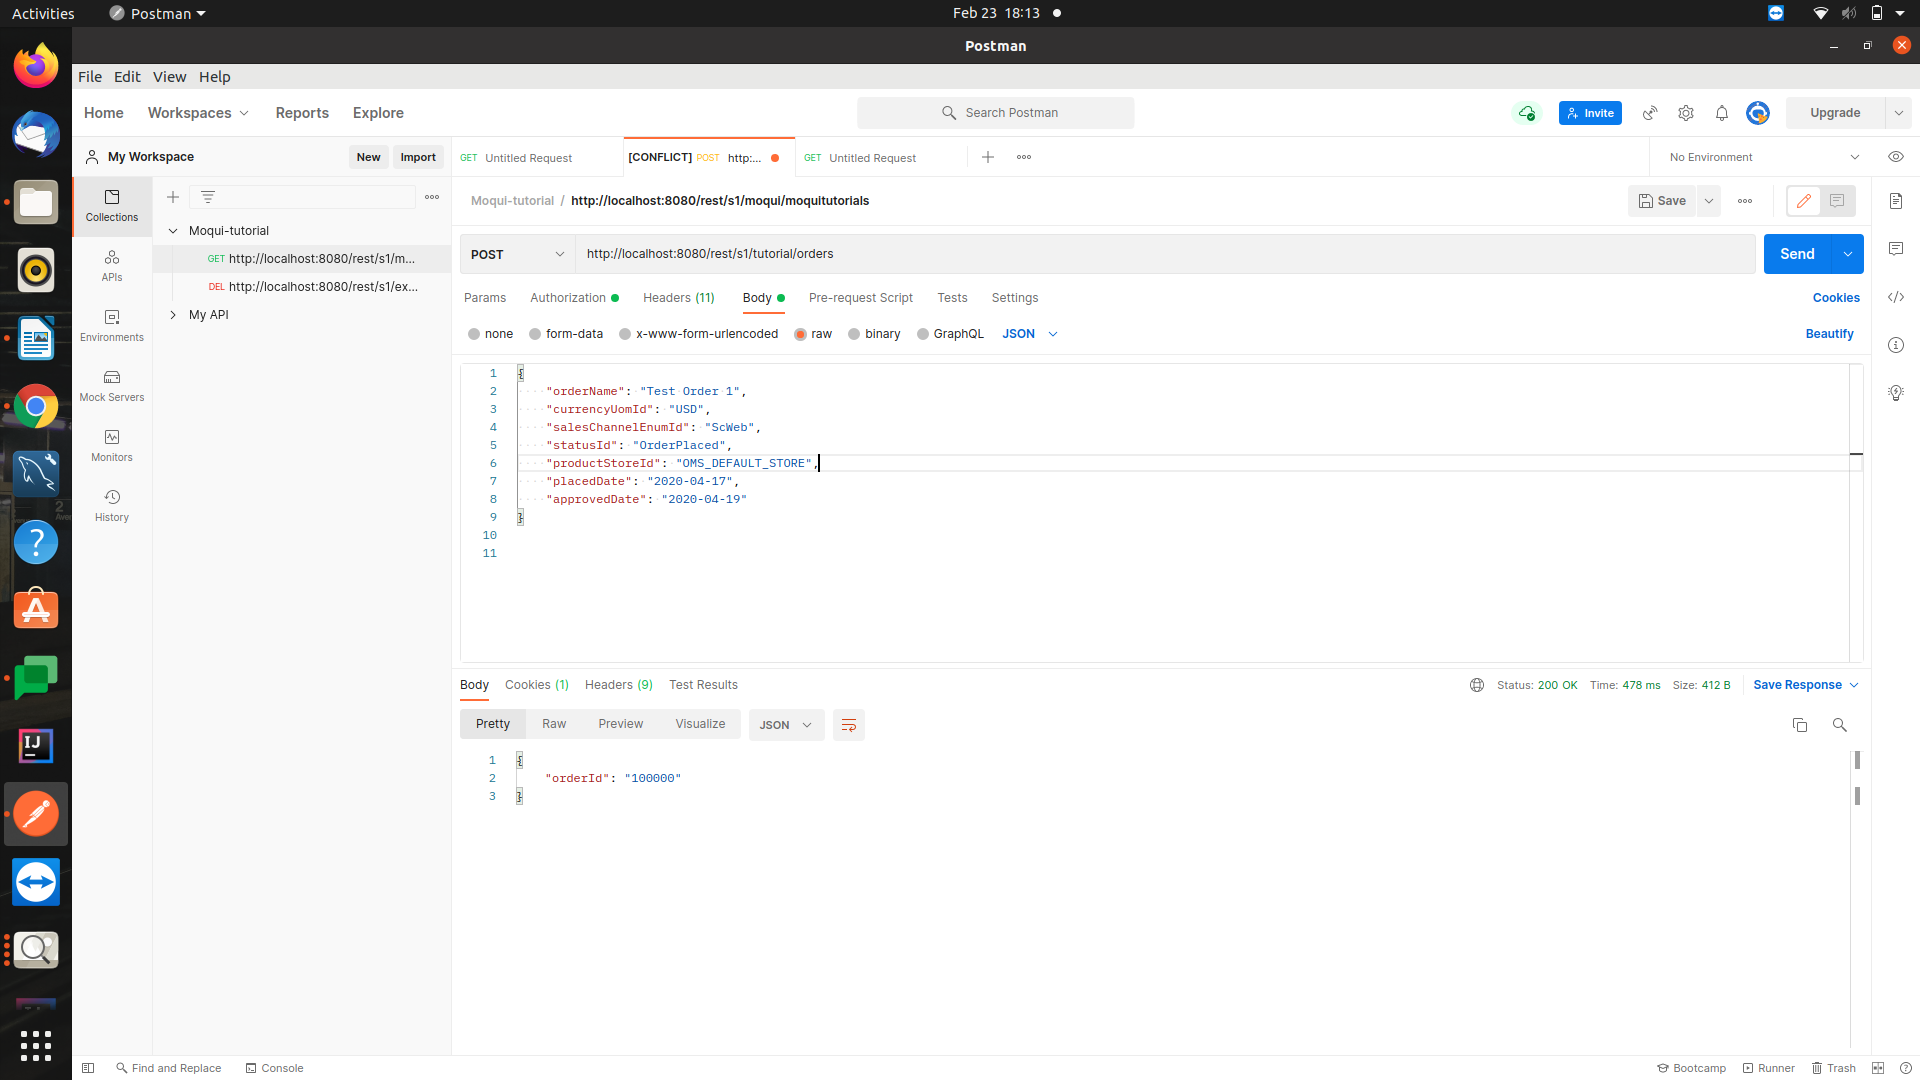 Activities
Postman
Feb 23 18:13
Postman
File Edit View Help
Home Workspaces Reports Explore
Search Postman
Invite
Upgrade
My Workspace
New Import
GET Untitled Request
[CONFLICT] POST http:...
GET Untitled Request
No Environment
Collections
APIs
Environments
Mock Servers
Monitors
History
Moqui-tutorial
GET http://localhost:8080/rest/s1/m...
DEL http://localhost:8080/rest/s1/ex...
My API
Moqui-tutorial / http://localhost:8080/rest/s1/moqui/moquitutorials
Save
POST http://localhost:8080/rest/s1/tutorial/orders
Send
Params Authorization Headers (11) Body Pre-request Script Tests Settings
Cookies
none form-data x-www-form-urlencoded raw binary GraphQL JSON
Beautify
1 {
2 "orderName": "Test Order 1",
3 "currencyUomId": "USD",
4 "salesChannelEnumId": "ScWeb",
5 "statusId": "OrderPlaced",
6 "productStoreId": "OMS_DEFAULT_STORE",
7 "placedDate": "2020-04-17",
8 "approvedDate": "2020-04-19"
9 }
10
11
Body Cookies (1) Headers (9) Test Results
Status: 200 OK Time: 478 ms Size: 412 B
Save Response
Pretty Raw Preview Visualize JSON
1 {
2 "orderId": "100000"
3 }
Find and Replace Console
Bootcamp Runner Trash